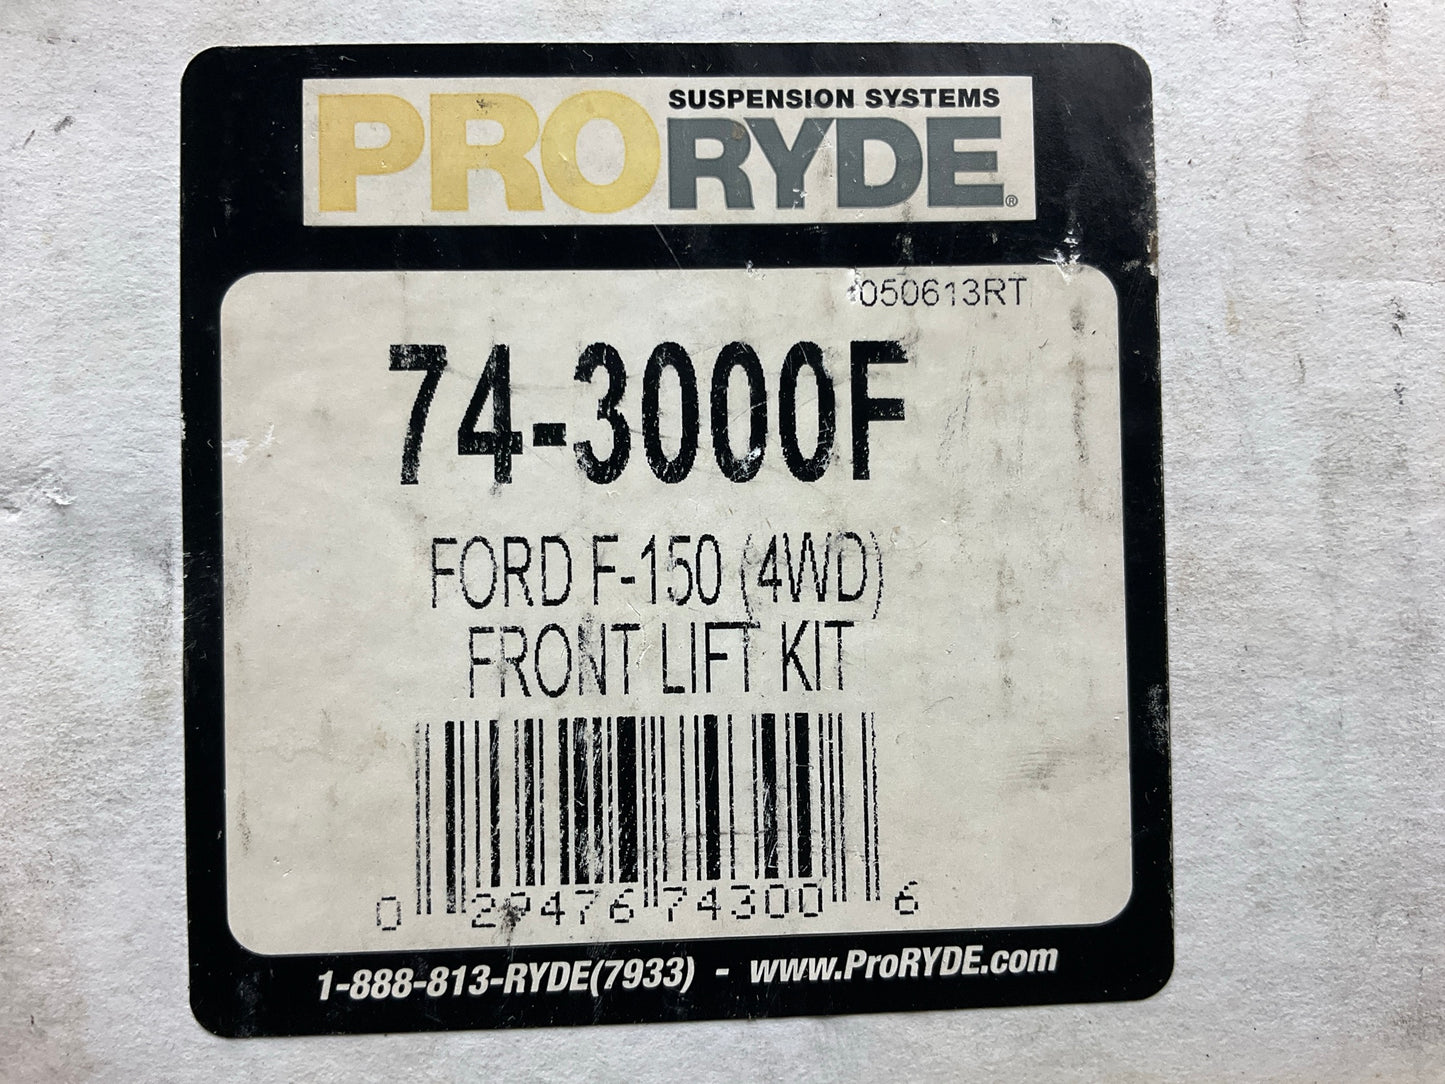 SUSPENSION SYSTEMS
PRORYDE®
050613RT
74-3000F
FORD F-150 (4WD)
FRONT LIFT KIT
0 29476 74300 6
1-888-813-RYDE(7933) - www.ProRYDE.com